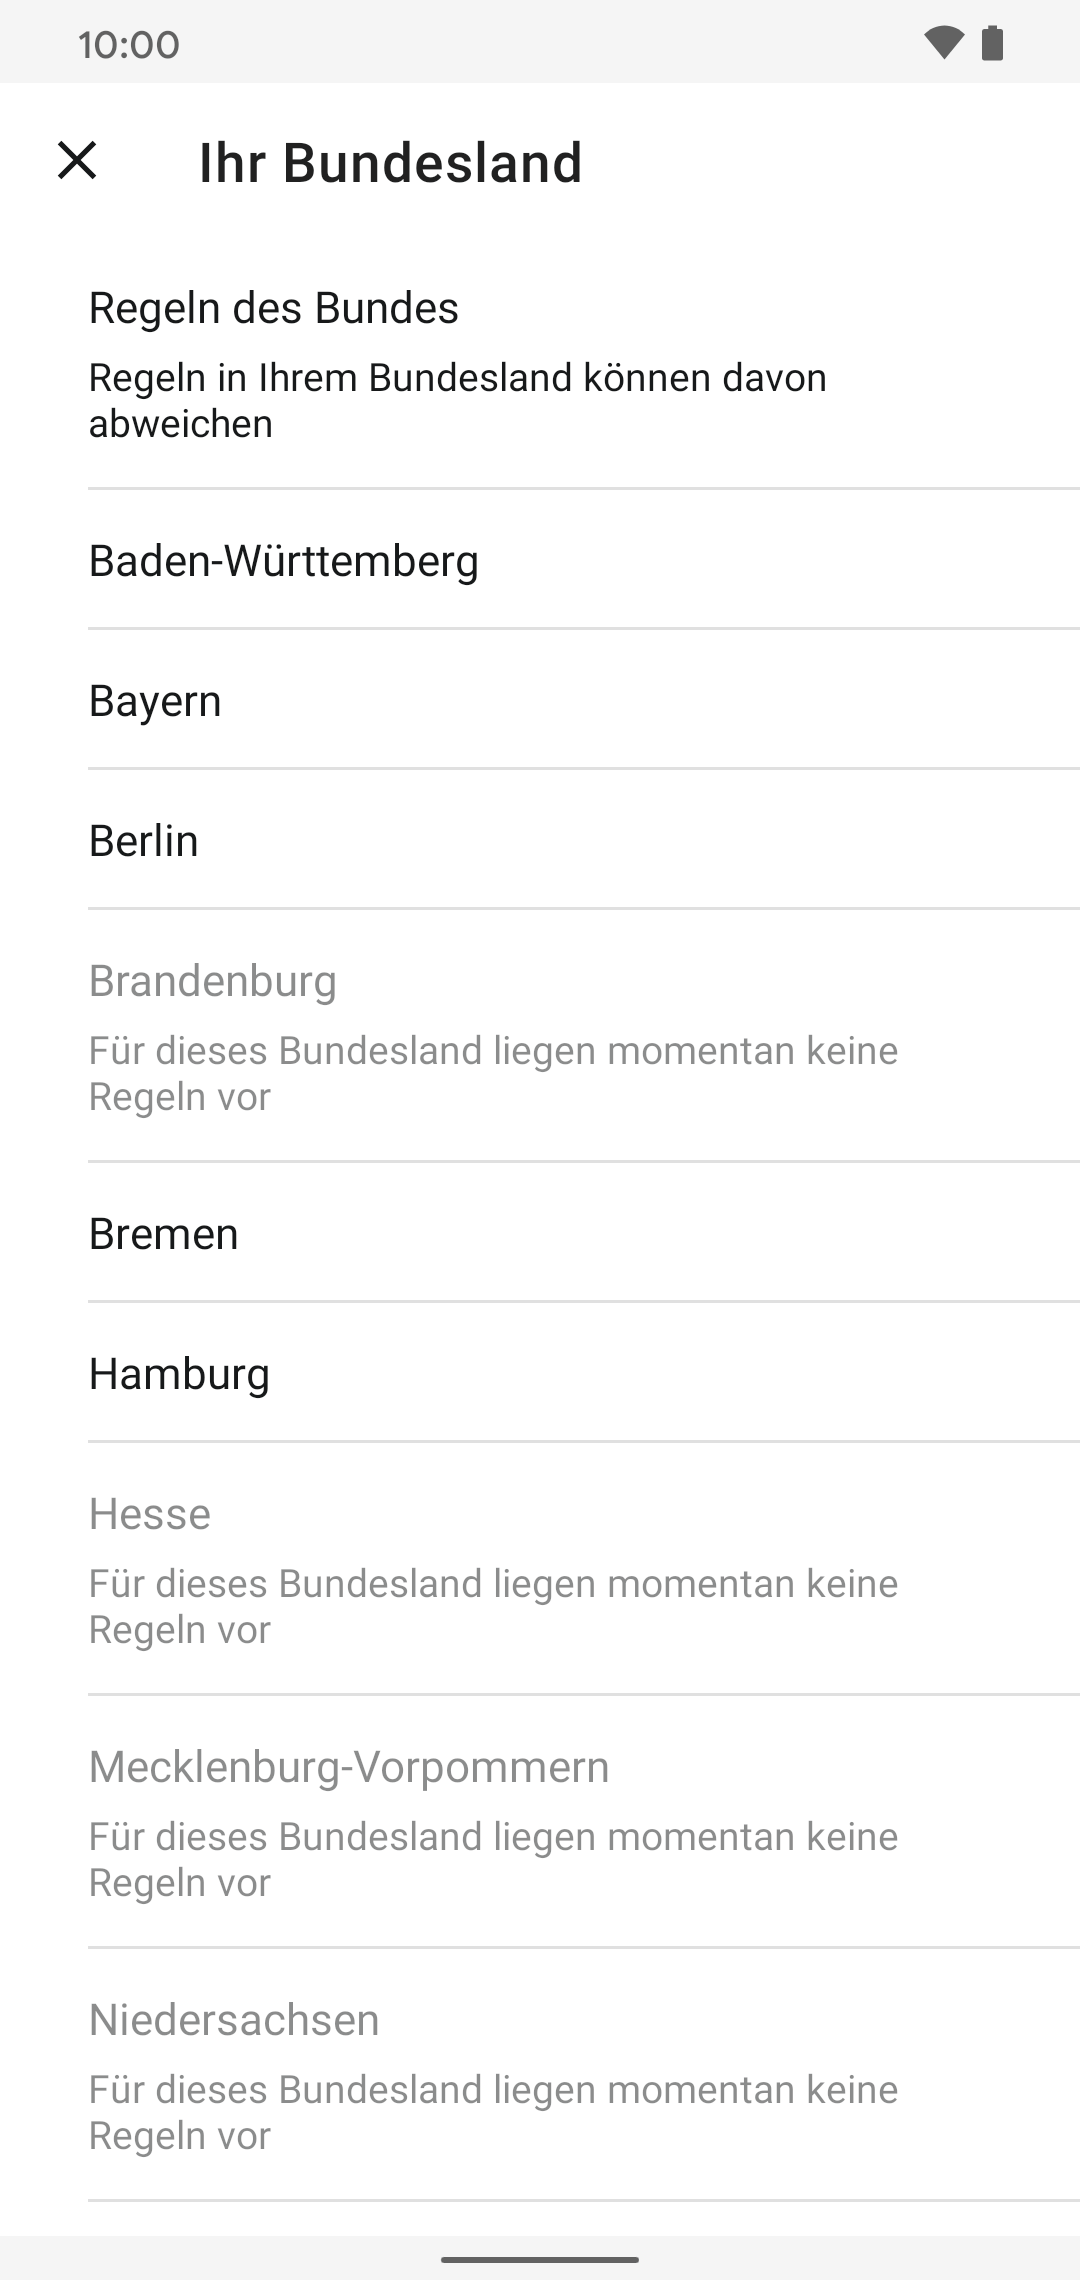 10:00
Ihr Bundesland
Regeln des Bundes
Regeln in Ihrem Bundesland können davon
abweichen
Baden-Württemberg
Bayern
Berlin
Brandenburg
Für dieses Bundesland liegen momentan keine
Regeln vor
Bremen
Hamburg
Hesse
Für dieses Bundesland liegen momentan keine
Regeln vor
Mecklenburg-Vorpommern
Für dieses Bundesland liegen momentan keine
Regeln vor
Niedersachsen
Für dieses Bundesland liegen momentan keine
Regeln vor